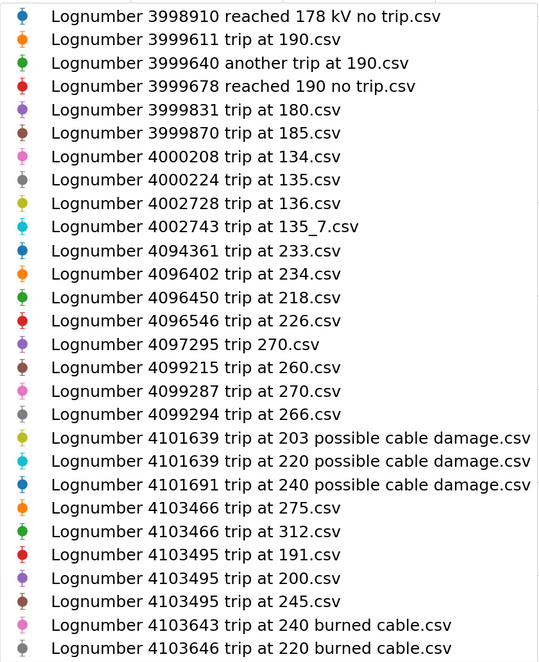 Lognumber 3998910 reached 178 kV no trip.csv
Lognumber 3999611 trip at 190.csv
Lognumber 3999640 another trip at 190.csv
Lognumber 3999678 reached 190 no trip.csv
Lognumber 3999831 trip at 180.csv
Lognumber 3999870 trip at 185.csv
Lognumber 4000208 trip at 134.csv
Lognumber 4000224 trip at 135.csv
Lognumber 4002728 trip at 136.csv
Lognumber 4002743 trip at 135_7.csv
Lognumber 4094361 trip at 233.csv
Lognumber 4096402 trip at 234.csv
Lognumber 4096450 trip at 218.csv
Lognumber 4096546 trip at 226.csv
Lognumber 4097295 trip 270.csv
Lognumber 4099215 trip at 260.csv
Lognumber 4099287 trip at 270.csv
Lognumber 4099294 trip at 266.csv
Lognumber 4101639 trip at 203 possible cable damage.csv
Lognumber 4101639 trip at 220 possible cable damage.csv
Lognumber 4101691 trip at 240 possible cable damage.csv
Lognumber 4103466 trip at 275.csv
Lognumber 4103466 trip at 312.csv
Lognumber 4103495 trip at 191.csv
Lognumber 4103495 trip at 200.csv
Lognumber 4103495 trip at 245.csv
Lognumber 4103643 trip at 240 burned cable.csv
Lognumber 4103646 trip at 220 burned cable.csv